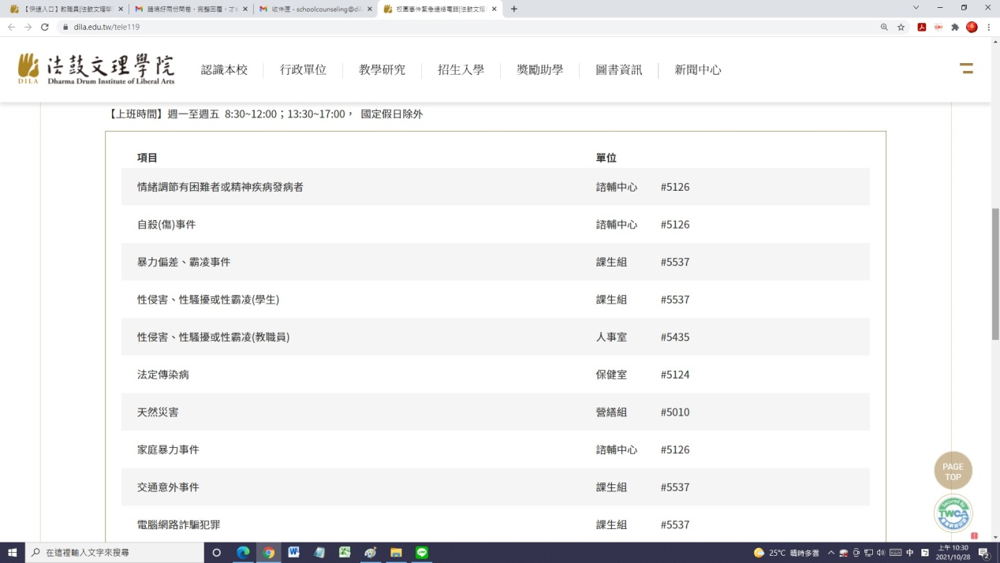 【快速入口】教職員|法鼓文理學
收件匣 - schoolcounseling@dil
校園事件緊急連絡電話|法鼓文理
dila.edu.tw/tele119
法鼓文理學院
DILA Dharma Drum Institute of Liberal Arts
認識本校 行政單位 教學研究 招生入學 獎勵助學 圖書資訊 新聞中心
【上班時間】週一至週五 8:30~12:00；13:30~17:00， 國定假日除外
項目 單位
情緒調節有困難者或精神疾病發病者 諮輔中心 #5126
自殺(傷)事件 諮輔中心 #5126
暴力偏差、霸凌事件 課生組 #5537
性侵害、性騷擾或性霸凌(學生) 課生組 #5537
性侵害、性騷擾或性霸凌(教職員) 人事室 #5435
法定傳染病 保健室 #5124
天然災害 營繕組 #5010
家庭暴力事件 諮輔中心 #5126
交通意外事件 課生組 #5537
電腦網路詐騙犯罪 課生組 #5537
PAGE
TOP
Secured By
TWCA
在這裡輸入文字來搜尋
25°C 晴時多雲
中
上午 10:30
2021/10/28
2